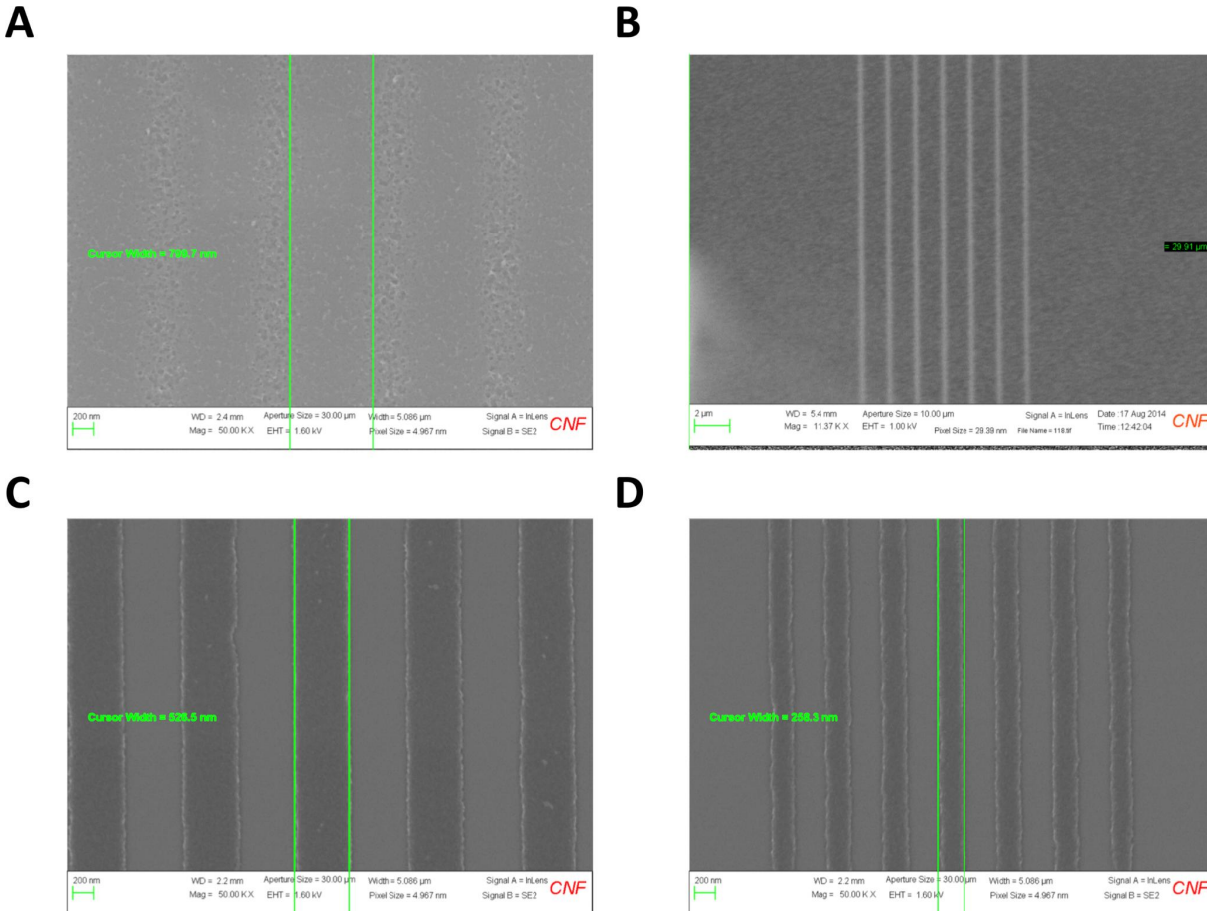 A
B
Cursor Width = 798.7 nm
= 29.91 µm
200 nm
WD = 2.4 mm Aperture Size = 30.00 µm Width = 5.086 µm Signal A = InLens
Mag = 50.00 K X EHT = 1.60 kV Pixel Size = 4.967 nm Signal B = SE2
CNF
2 µm
WD = 5.4 mm Aperture Size = 10.00 µm Signal A = InLens Date :17 Aug 2014
Mag = 11.37 K X EHT = 1.00 kV Pixel Size = 29.39 nm File Name = 118.tif Time :12:42:04
CNF
C
D
Cursor Width = 526.5 nm
Cursor Width = 258.3 nm
200 nm
WD = 2.2 mm Aperture Size = 30.00 µm Width = 5.086 µm Signal A = InLens
Mag = 50.00 K X EHT = 1.60 kV Pixel Size = 4.967 nm Signal B = SE2
CNF
200 nm
WD = 2.2 mm Aperture Size = 30.00 µm Width = 5.086 µm Signal A = InLens
Mag = 50.00 K X EHT = 1.60 kV Pixel Size = 4.967 nm Signal B = SE2
CNF